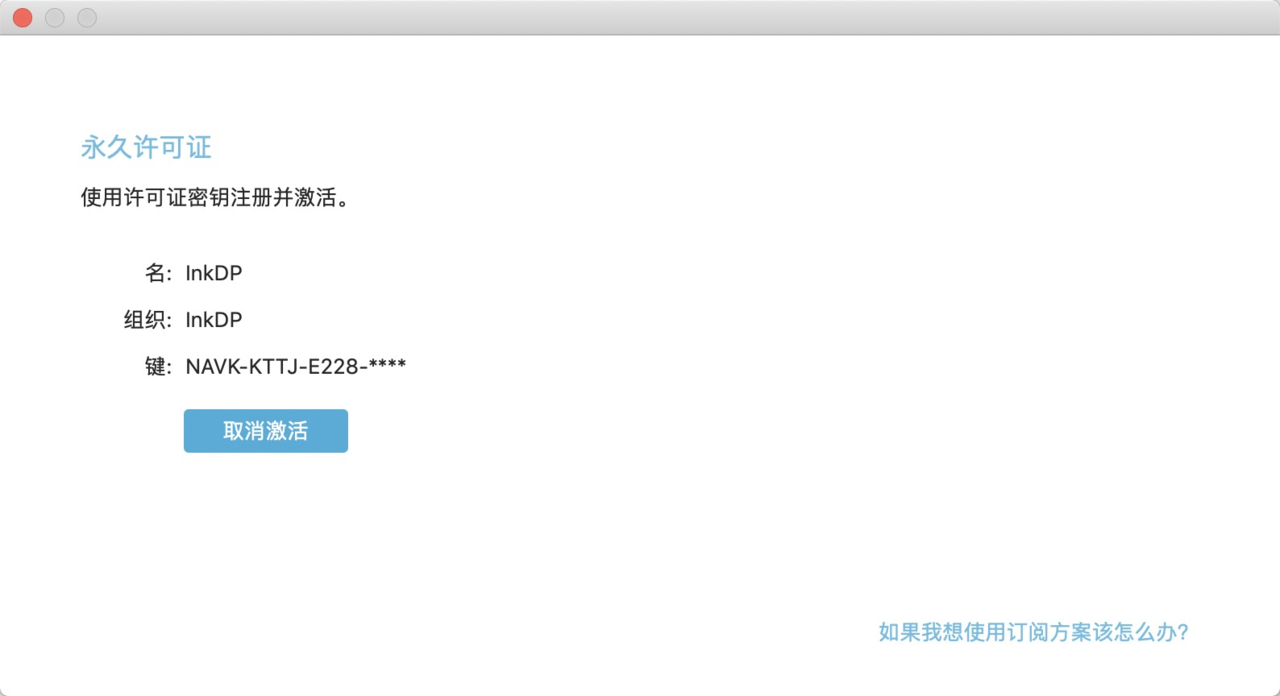 永久许可证
使用许可证密钥注册并激活。
名: InkDP
组织: InkDP
键: NAVK-KTTJ-E228-****
取消激活
如果我想使用订阅方案该怎么办?